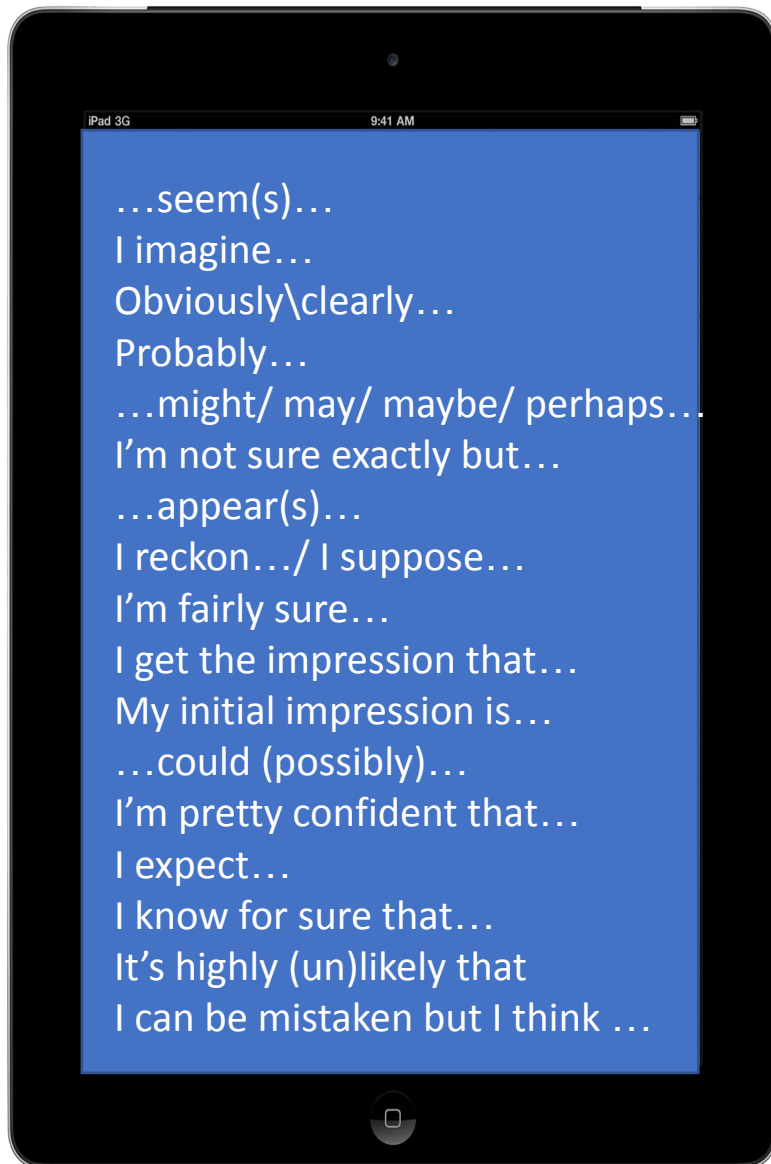 iPad 3G 9:41 AM
…seem(s)…
I imagine…
Obviously\clearly…
Probably…
…might/ may/ maybe/ perhaps…
I’m not sure exactly but…
…appear(s)…
I reckon…/ I suppose…
I’m fairly sure…
I get the impression that…
My initial impression is…
…could (possibly)…
I’m pretty confident that…
I expect…
I know for sure that…
It’s highly (un)likely that
I can be mistaken but I think …